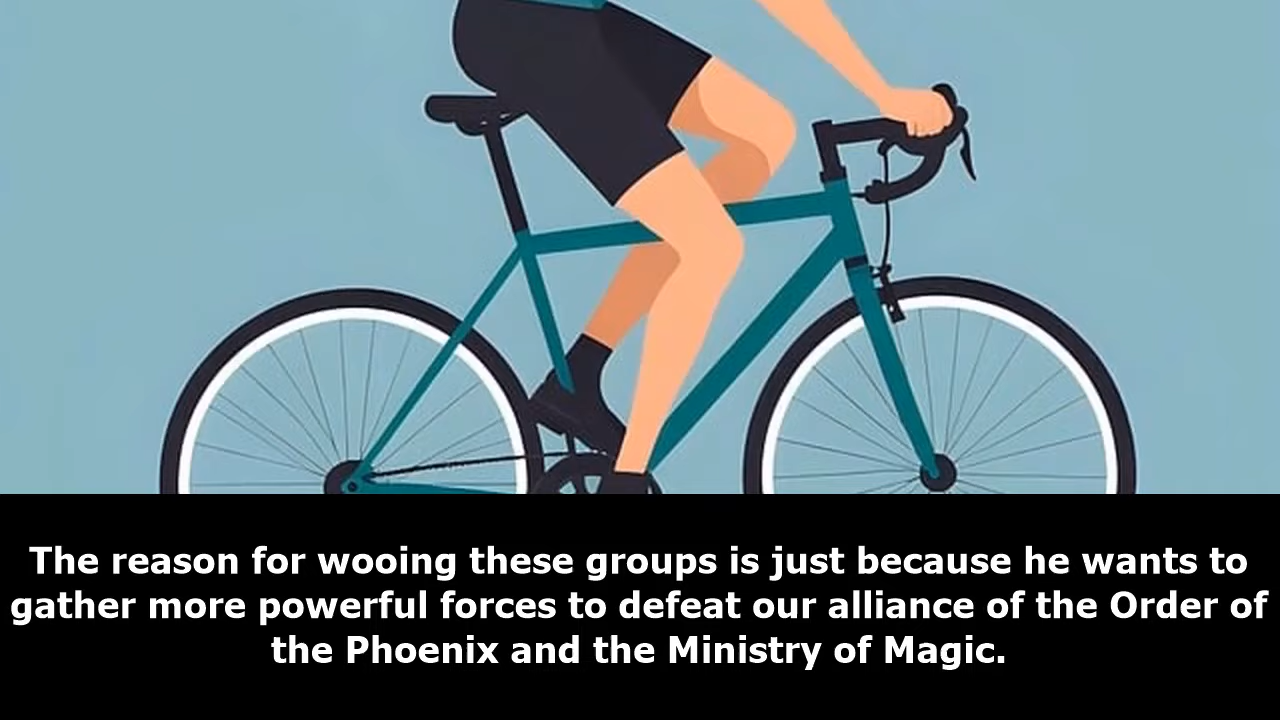 The reason for wooing these groups is just because he wants to
gather more powerful forces to defeat our alliance of the Order of
the Phoenix and the Ministry of Magic.